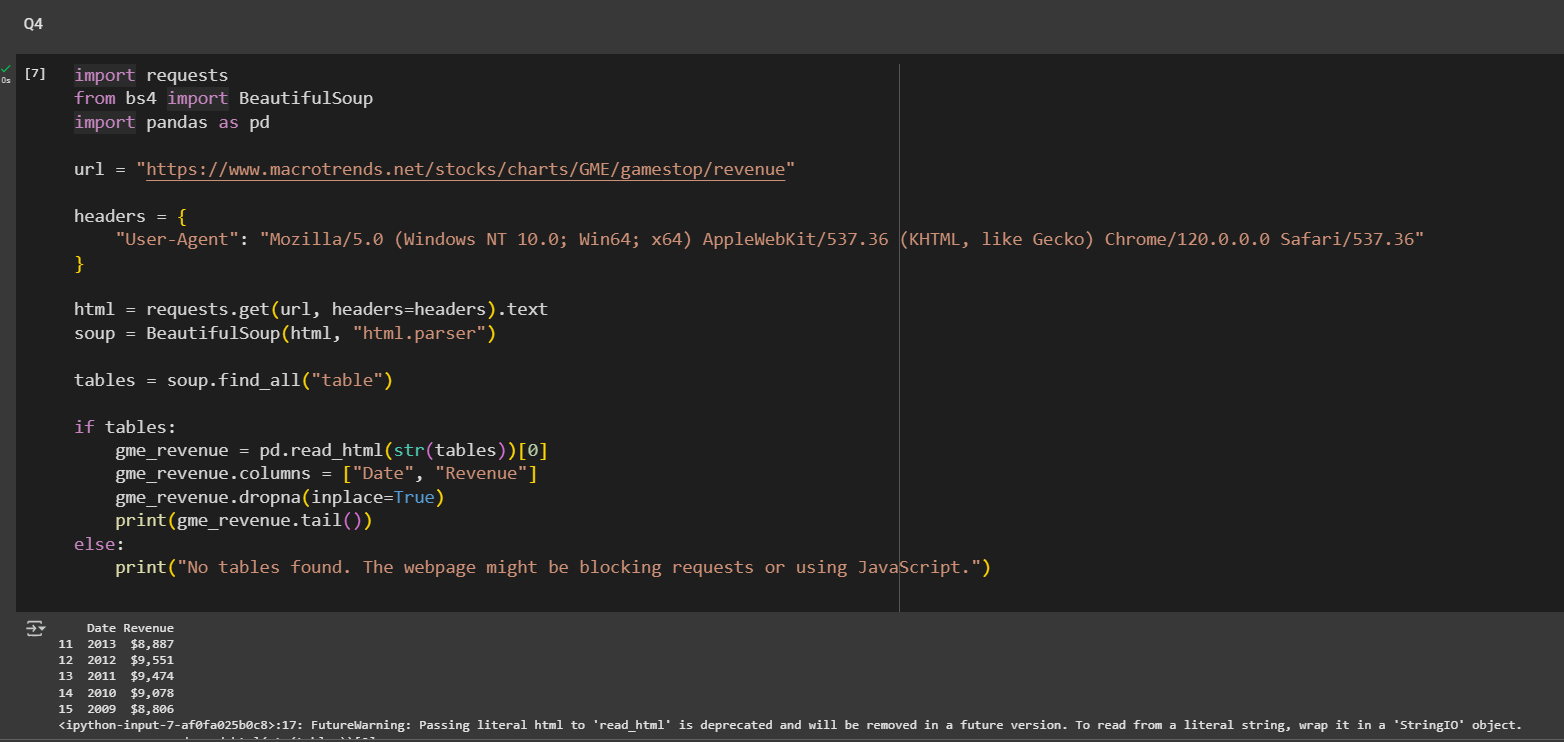 Q4
0s
[7]
import requests
from bs4 import BeautifulSoup
import pandas as pd
url = "https://www.macrotrends.net/stocks/charts/GME/gamestop/revenue"
headers = {
    "User-Agent": "Mozilla/5.0 (Windows NT 10.0; Win64; x64) AppleWebKit/537.36 (KHTML, like Gecko) Chrome/120.0.0.0 Safari/537.36"
}
html = requests.get(url, headers=headers).text
soup = BeautifulSoup(html, "html.parser")
tables = soup.find_all("table")
if tables:
    gme_revenue = pd.read_html(str(tables))[0]
    gme_revenue.columns = ["Date", "Revenue"]
    gme_revenue.dropna(inplace=True)
    print(gme_revenue.tail())
else:
    print("No tables found. The webpage might be blocking requests or using JavaScript.")
    Date Revenue
11  2013  $8,887
12  2012  $9,551
13  2011  $9,474
14  2010  $9,078
15  2009  $8,806
<ipython-input-7-af0fa025b0c8>:17: FutureWarning: Passing literal html to 'read_html' is deprecated and will be removed in a future version. To read from a literal string, wrap it in a 'StringIO' object.